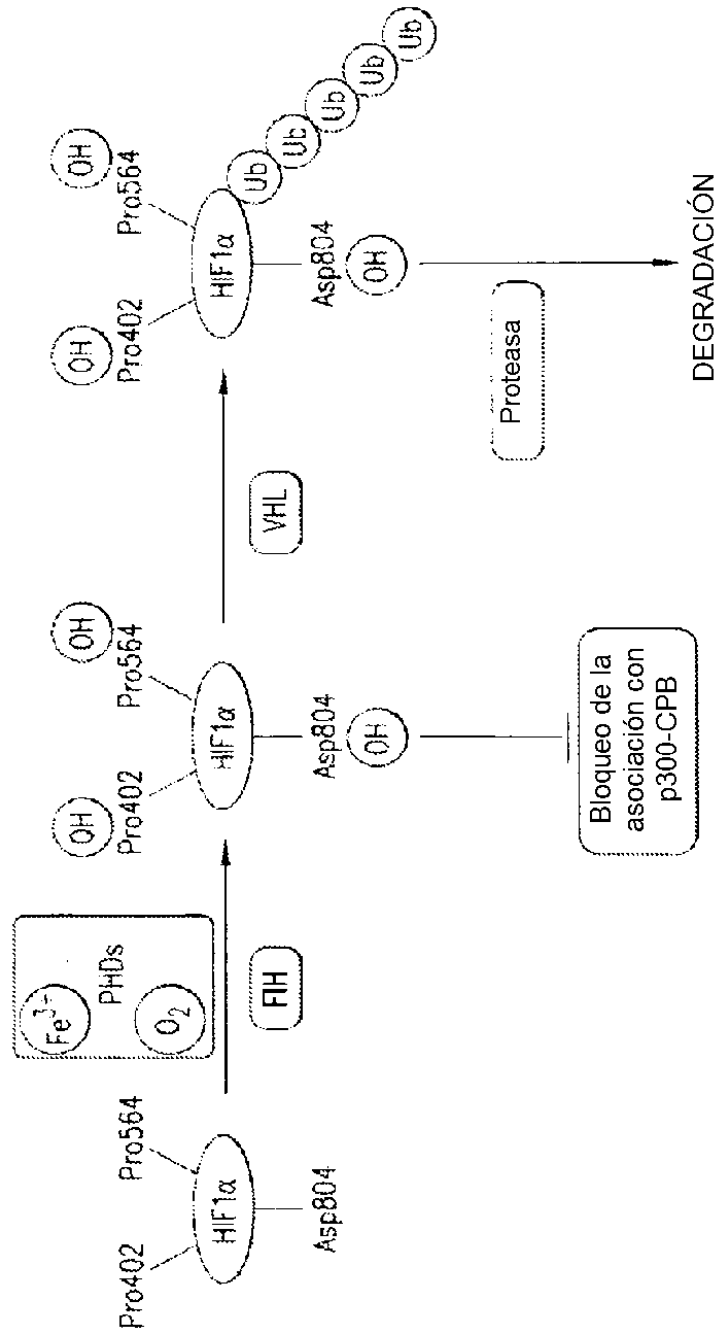 Pro402
Pro564
HIF1α
Asp804
Fe3+
PHDs
O2
FIH
OH
OH
Pro402
Pro564
HIF1α
Asp804
OH
Bloqueo de la
asociación con
p300-CPB
VHL
OH
OH
Pro402
Pro564
HIF1α
Ub
Ub
Ub
Ub
Ub
Asp804
OH
Proteasa
DEGRADACIÓN